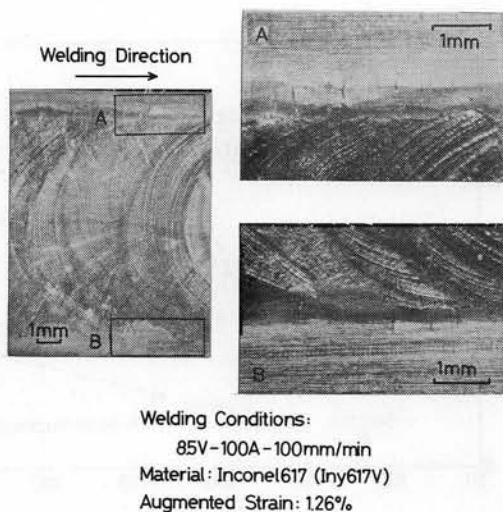 Welding Direction
A
B
1mm
A
1mm
B
1mm
Welding Conditions:
85V-100A-100mm/min
Material: Inconel617 (Iny617V)
Augmented Strain: 1.26%